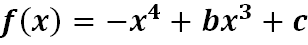 f(x) = −x⁴ + bx³ + c